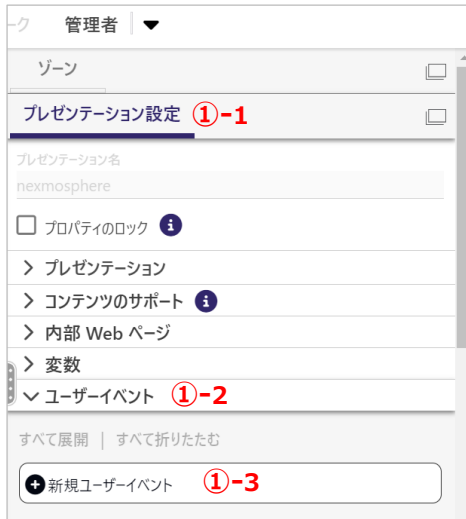 ーク 管理者
ゾーン
プレゼンテーション設定 ①-1
プレゼンテーション名
nexmosphere
プロパティのロック i
プレゼンテーション
コンテンツのサポート i
内部 Web ページ
変数
ユーザーイベント ①-2
すべて展開 | すべて折りたたむ
新規ユーザーイベント ①-3